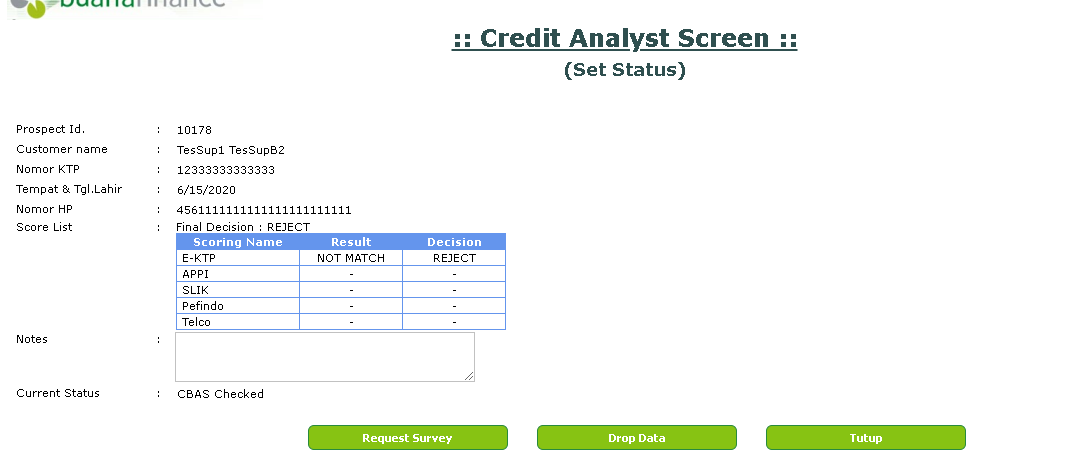 buanafinance
:: Credit Analyst Screen ::
(Set Status)
Prospect Id. : 10178
Customer name : TesSup1 TesSupB2
Nomor KTP : 12333333333333
Tempat & Tgl.Lahir : 6/15/2020
Nomor HP : 4561111111111111111111111
Score List : Final Decision : REJECT
Scoring Name Result Decision
E-KTP NOT MATCH REJECT
APPI - -
SLIK - -
Pefindo - -
Telco - -
Notes :
Current Status : CBAS Checked
Request Survey Drop Data Tutup